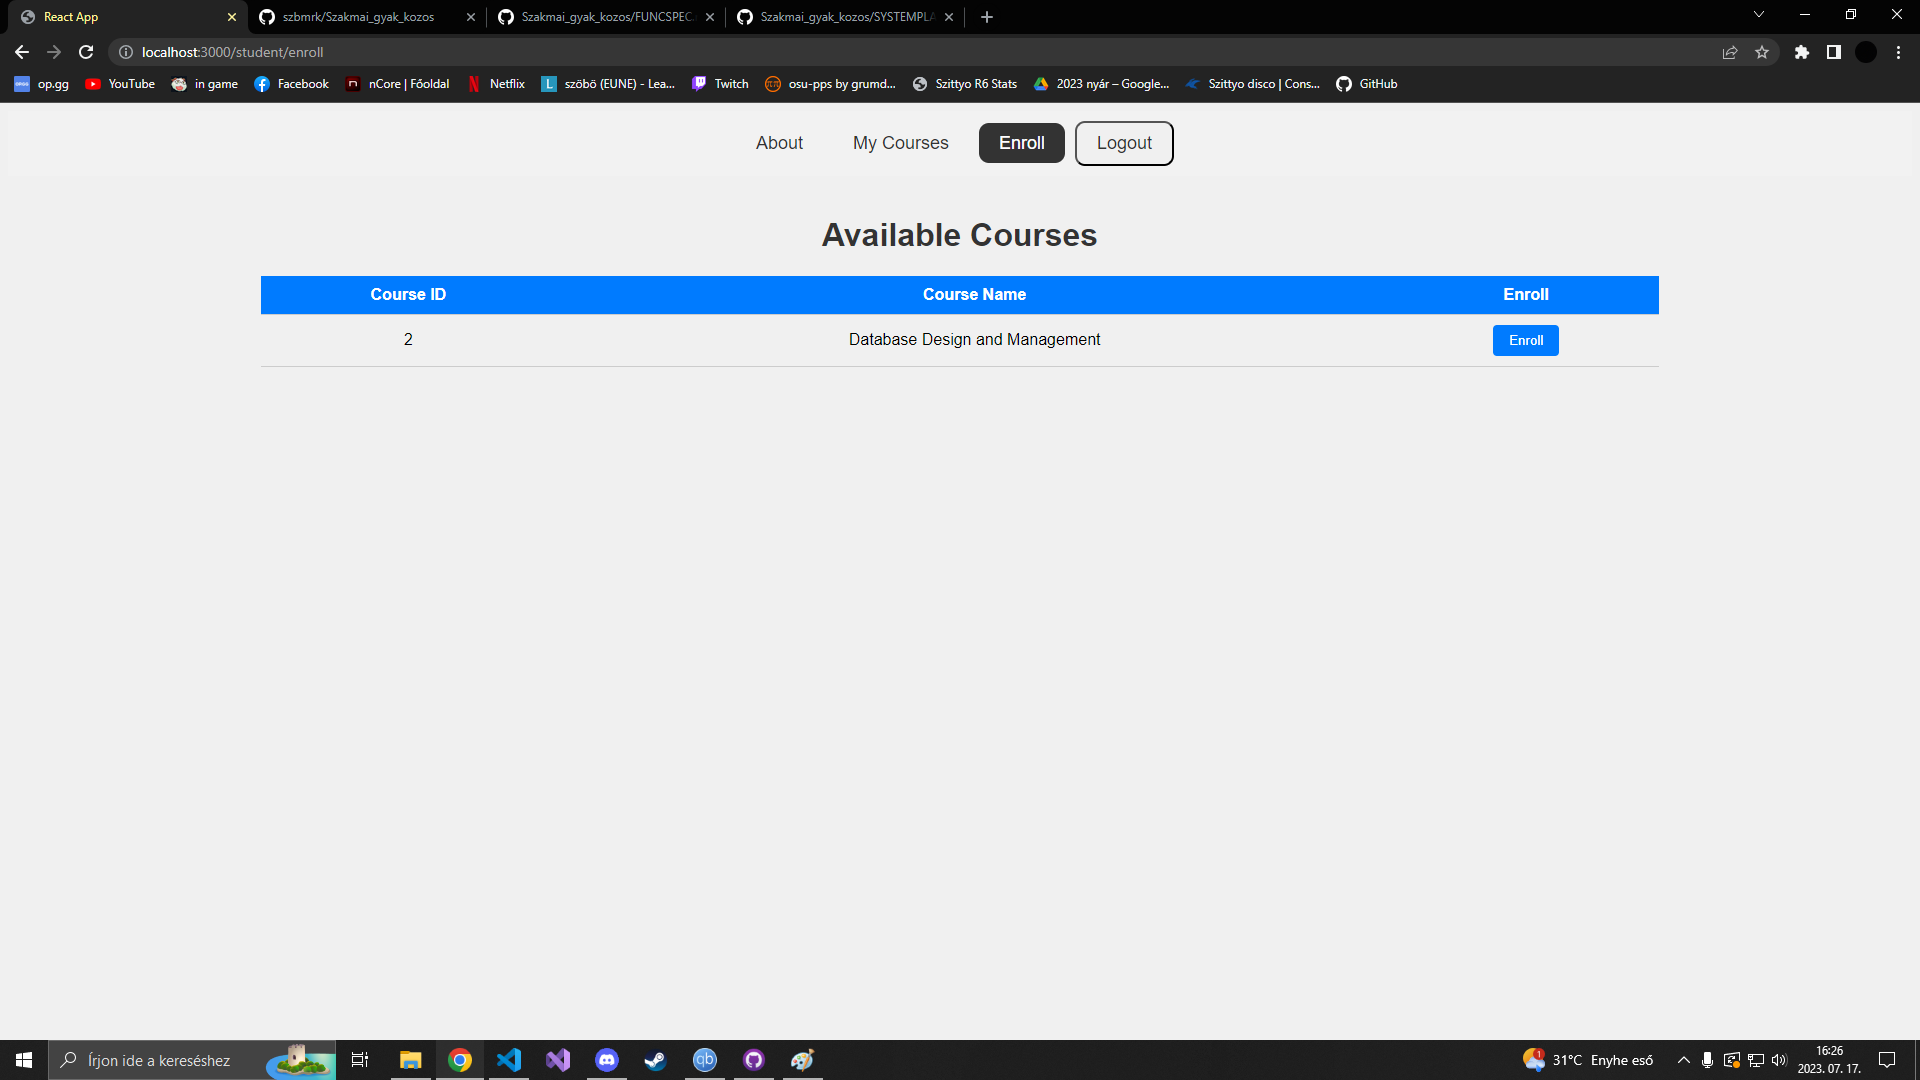 React App
szbmrk/Szakmai_gyak_kozos
Szakmai_gyak_kozos/FUNCSPEC.
Szakmai_gyak_kozos/SYSTEMPLA
localhost:3000/student/enroll
op.gg
YouTube
in game
Facebook
nCore | Főoldal
Netflix
szöbö (EUNE) - Lea...
Twitch
osu-pps by grumd...
Szittyo R6 Stats
2023 nyár – Google...
Szittyo disco | Cons...
GitHub
About
My Courses
Enroll
Logout
Available Courses
Course ID
Course Name
Enroll
2
Database Design and Management
Enroll
Írjon ide a kereséshez
qb
1
31°C Enyhe eső
16:26
2023. 07. 17.